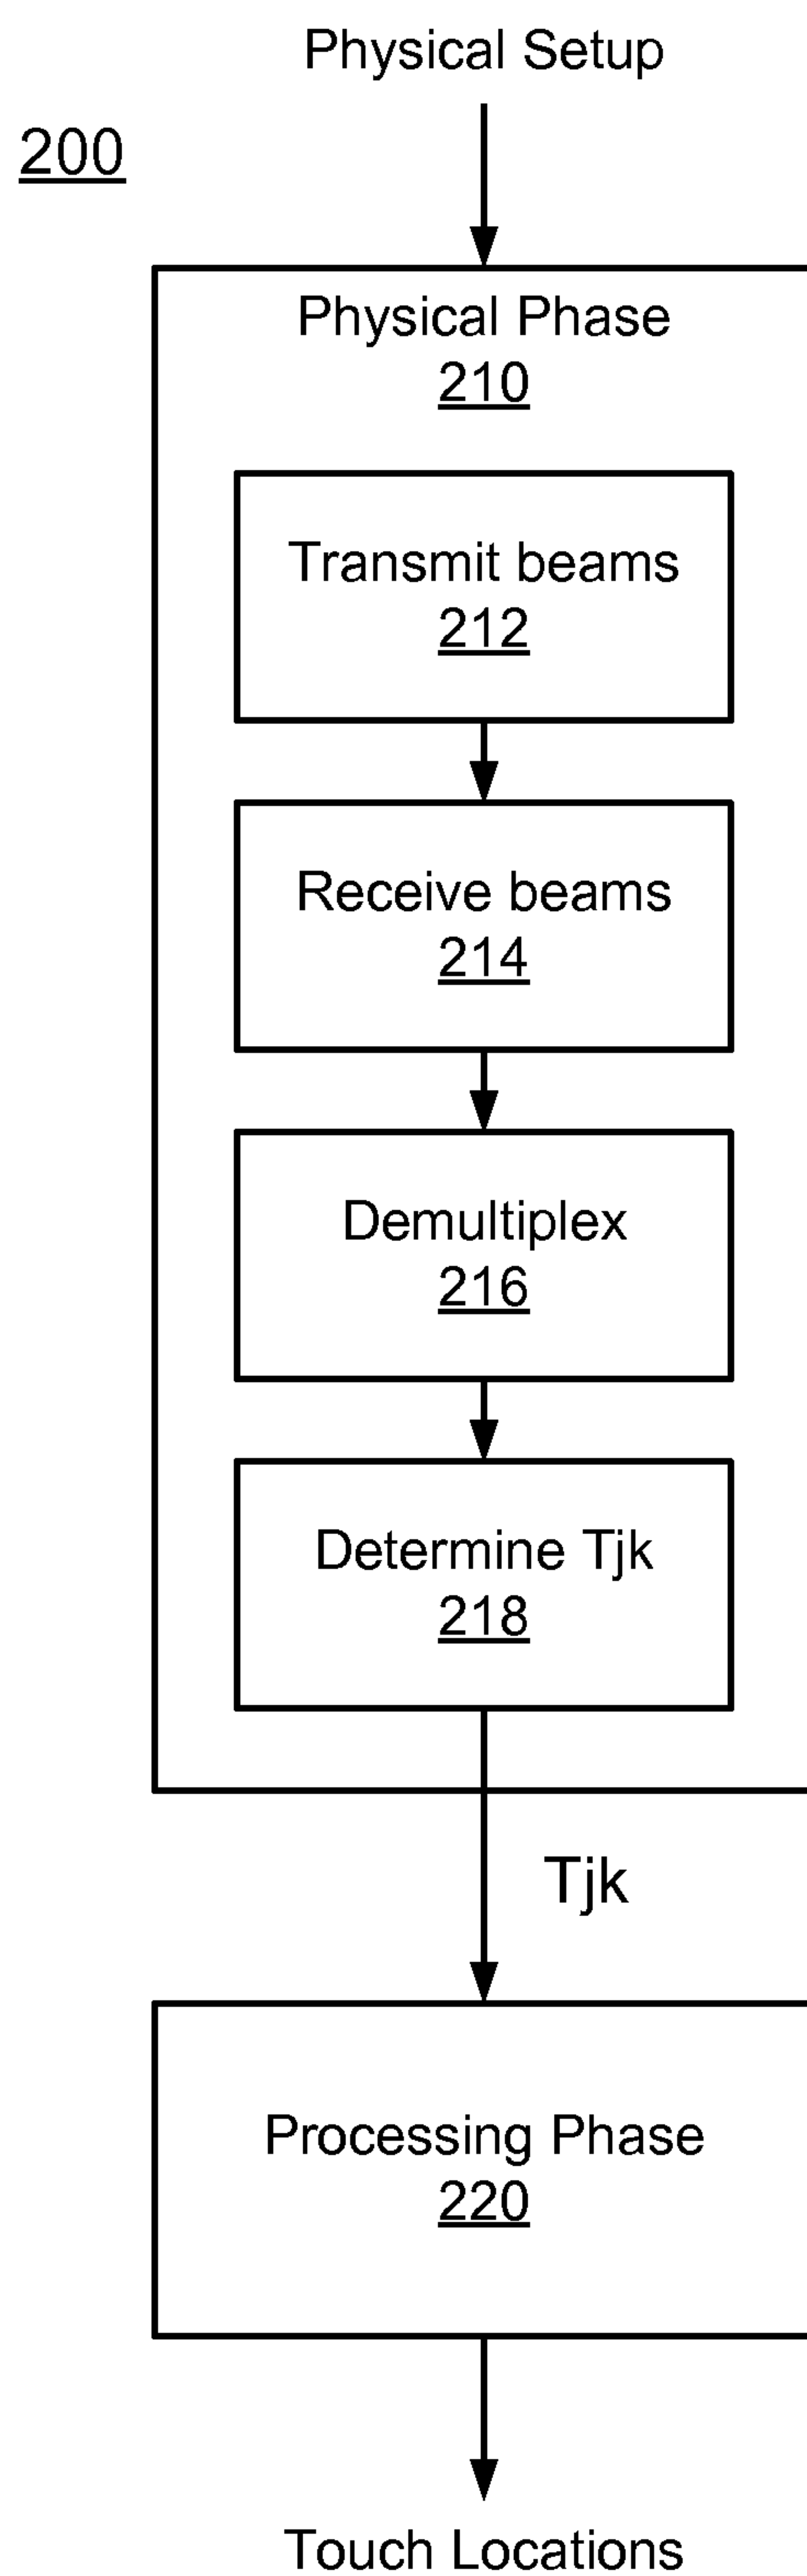 Physical Setup
200
Physical Phase
210
Transmit beams
212
Receive beams
214
Demultiplex
216
Determine Tjk
218
Tjk
Processing Phase
220
Touch Locations